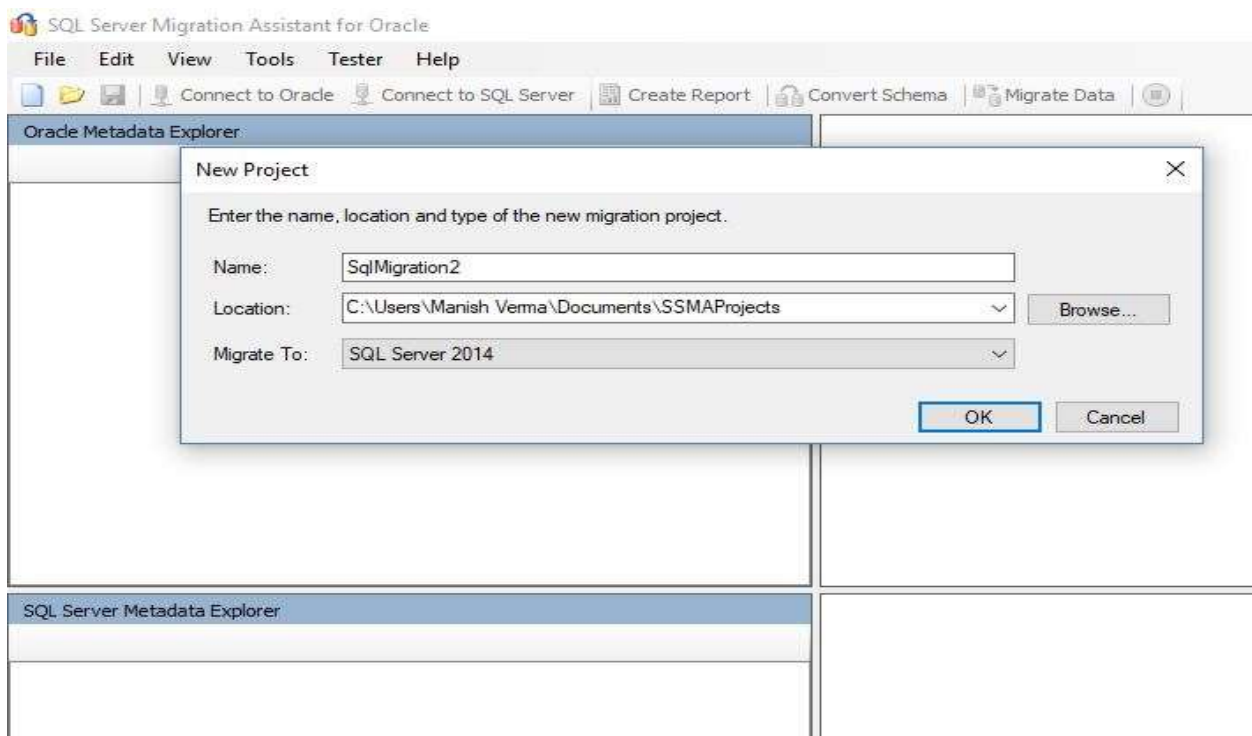 SQL Server Migration Assistant for Oracle
File Edit View Tools Tester Help
Connect to Oracle Connect to SQL Server Create Report Convert Schema Migrate Data
Oracle Metadata Explorer
New Project
Enter the name, location and type of the new migration project.
Name: SqlMigration2
Location: C:\Users\Manish Verma\Documents\SSMAProjects Browse...
Migrate To: SQL Server 2014
OK Cancel
SQL Server Metadata Explorer